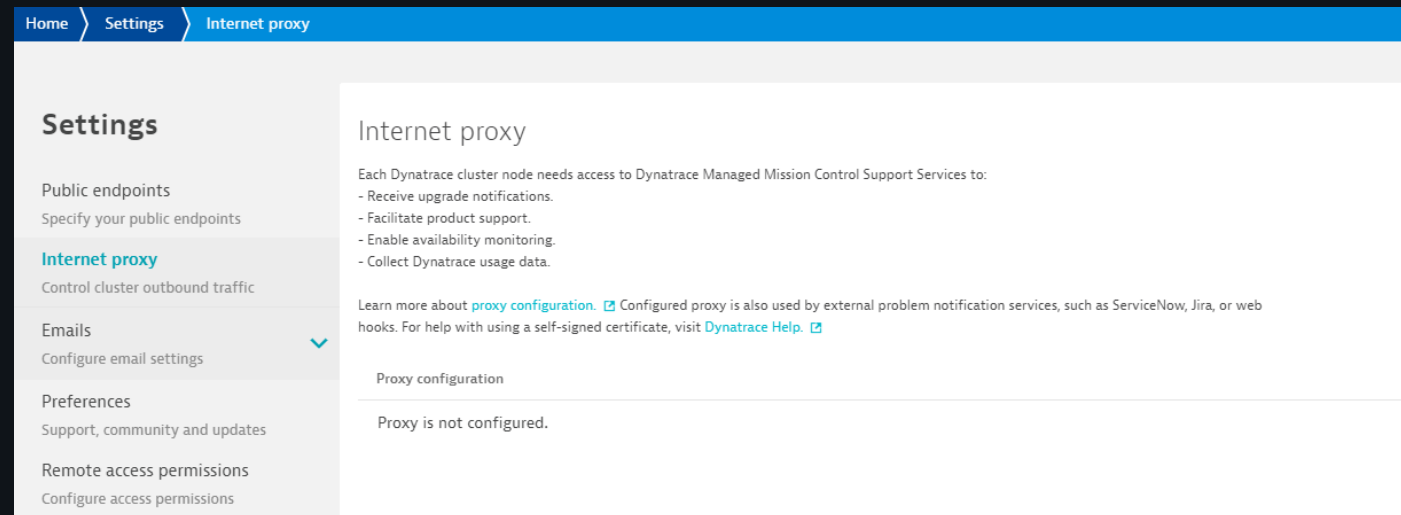 Home Settings Internet proxy
Settings
Public endpoints
Specify your public endpoints
Internet proxy
Control cluster outbound traffic
Emails
Configure email settings
Preferences
Support, community and updates
Remote access permissions
Configure access permissions
Internet proxy
Each Dynatrace cluster node needs access to Dynatrace Managed Mission Control Support Services to:
- Receive upgrade notifications.
- Facilitate product support.
- Enable availability monitoring.
- Collect Dynatrace usage data.
Learn more about proxy configuration. Configured proxy is also used by external problem notification services, such as ServiceNow, Jira, or web
hooks. For help with using a self-signed certificate, visit Dynatrace Help.
Proxy configuration
Proxy is not configured.